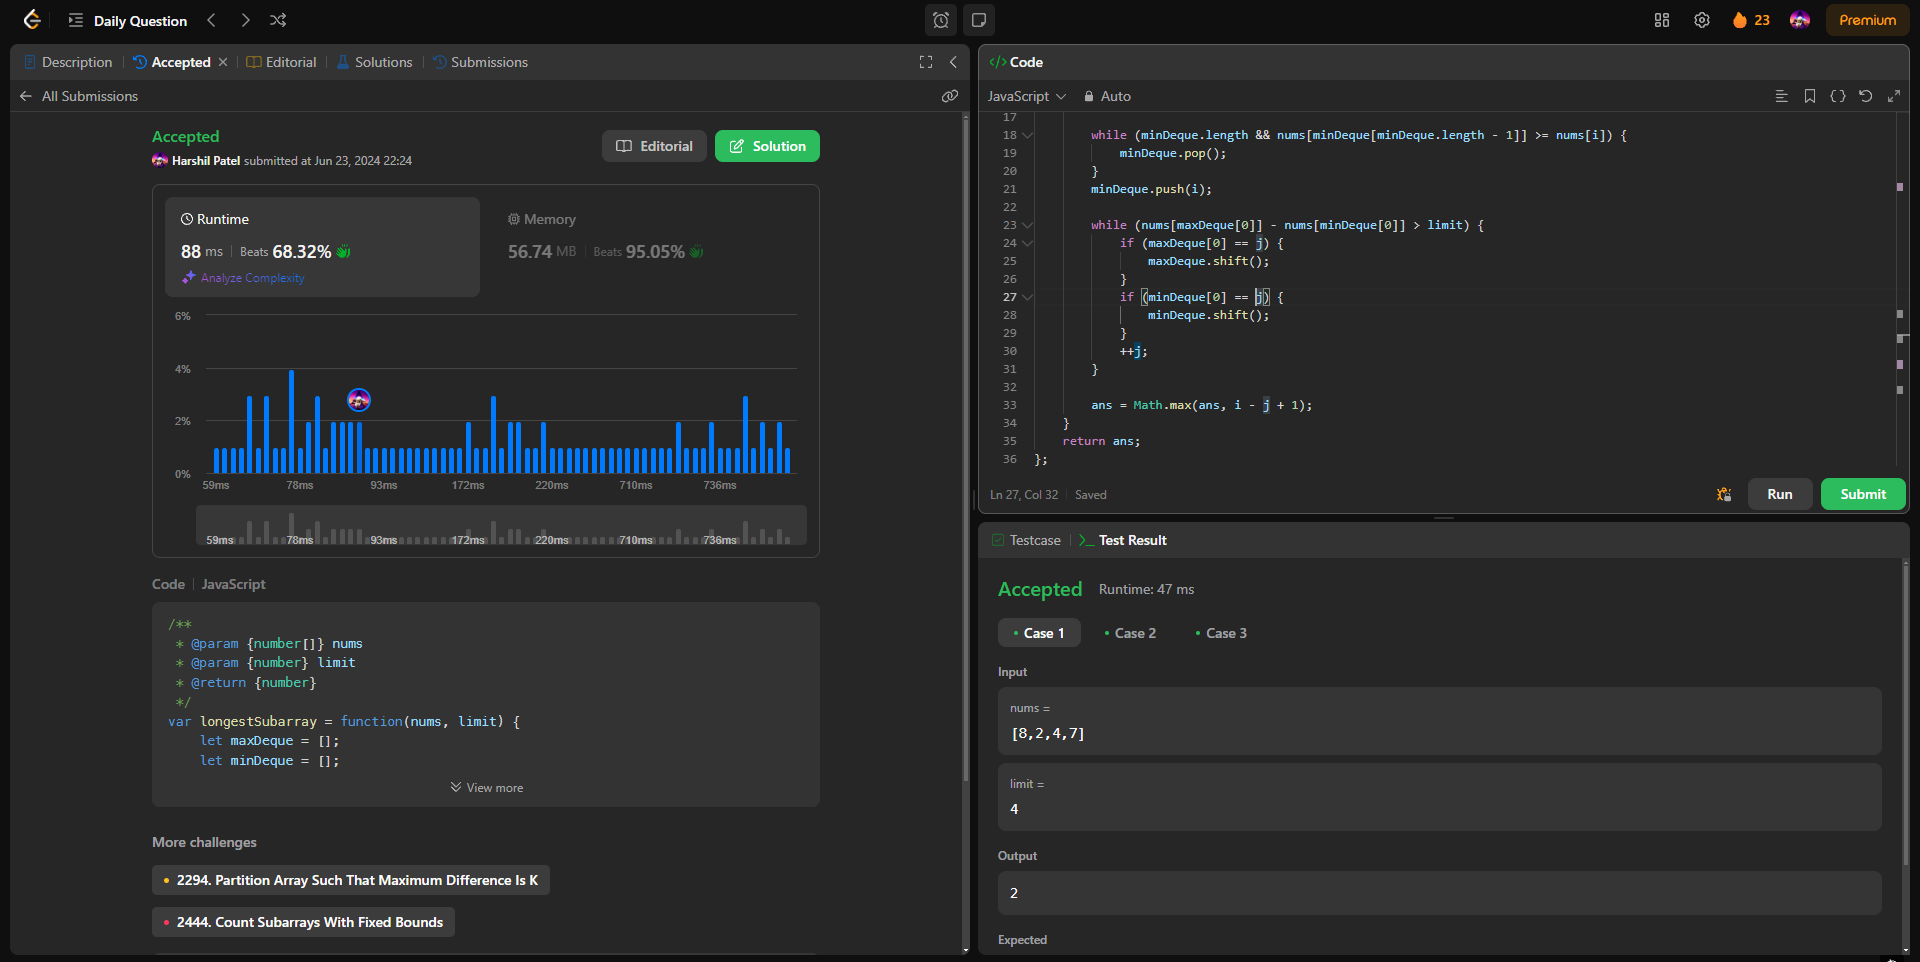 Daily Question
23
Premium
Description
Accepted
Editorial
Solutions
Submissions
All Submissions
Accepted
Harshil Patel submitted at Jun 23, 2024 22:24
Editorial
Solution
Runtime
88 ms
Beats 68.32%
Analyze Complexity
Memory
56.74 MB
Beats 95.05%
6%
4%
2%
0%
59ms 78ms 93ms 172ms 220ms 710ms 736ms
59ms 78ms 93ms 172ms 220ms 710ms 736ms
Code | JavaScript
/**
 * @param {number[]} nums
 * @param {number} limit
 * @return {number}
 */
var longestSubarray = function(nums, limit) {
    let maxDeque = [];
    let minDeque = [];
View more
More challenges
2294. Partition Array Such That Maximum Difference Is K
2444. Count Subarrays With Fixed Bounds
</> Code
JavaScript
Auto
17
18 while (minDeque.length && nums[minDeque[minDeque.length - 1]] >= nums[i]) {
19 minDeque.pop();
20 }
21 minDeque.push(i);
22
23 while (nums[maxDeque[0]] - nums[minDeque[0]] > limit) {
24 if (maxDeque[0] == j) {
25 maxDeque.shift();
26 }
27 if (minDeque[0] == j) {
28 minDeque.shift();
29 }
30 ++j;
31 }
32
33 ans = Math.max(ans, i - j + 1);
34 }
35 return ans;
36 };
Ln 27, Col 32 | Saved
Run
Submit
Testcase
Test Result
Accepted
Runtime: 47 ms
Case 1
Case 2
Case 3
Input
nums =
[8,2,4,7]
limit =
4
Output
2
Expected